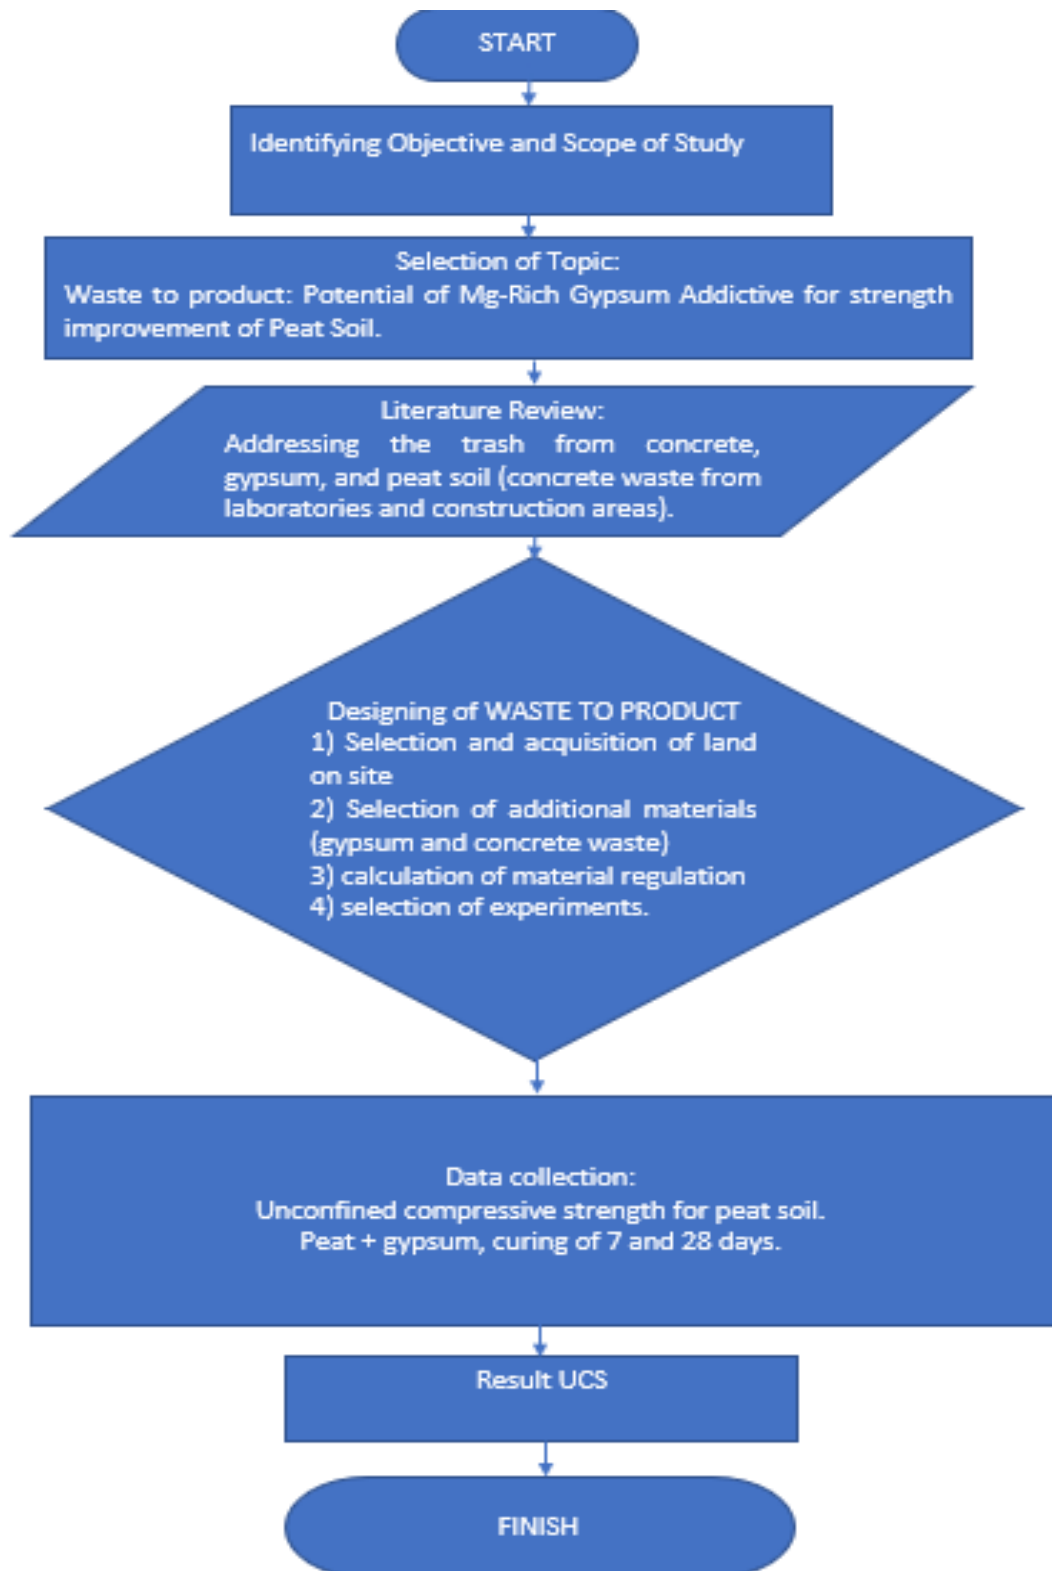 START
Identifying Objective and Scope of Study
Selection of Topic:
Waste to product: Potential of Mg-Rich Gypsum Addictive for strength
improvement of Peat Soil.
Literature Review:
Addressing the trash from concrete,
gypsum, and peat soil (concrete waste from
laboratories and construction areas).
Designing of WASTE TO PRODUCT
1) Selection and acquisition of land
on site
2) Selection of additional materials
(gypsum and concrete waste)
3) calculation of material regulation
4) selection of experiments.
Data collection:
Unconfined compressive strength for peat soil.
Peat + gypsum, curing of 7 and 28 days.
Result UCS
FINISH